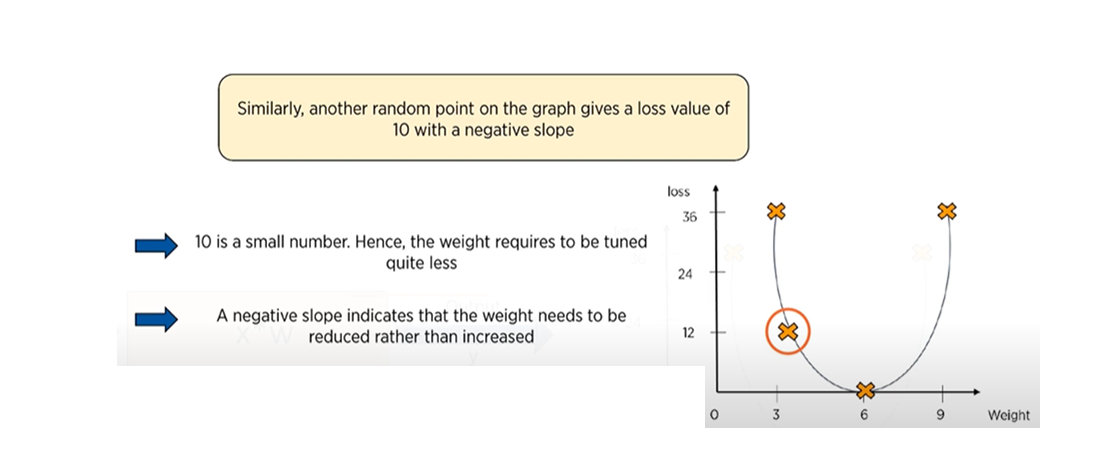 Similarly, another random point on the graph gives a loss value of
10 with a negative slope
10 is a small number. Hence, the weight requires to be tuned
quite less
A negative slope indicates that the weight needs to be
reduced rather than increased
loss
36
24
12
0 3 6 9 Weight